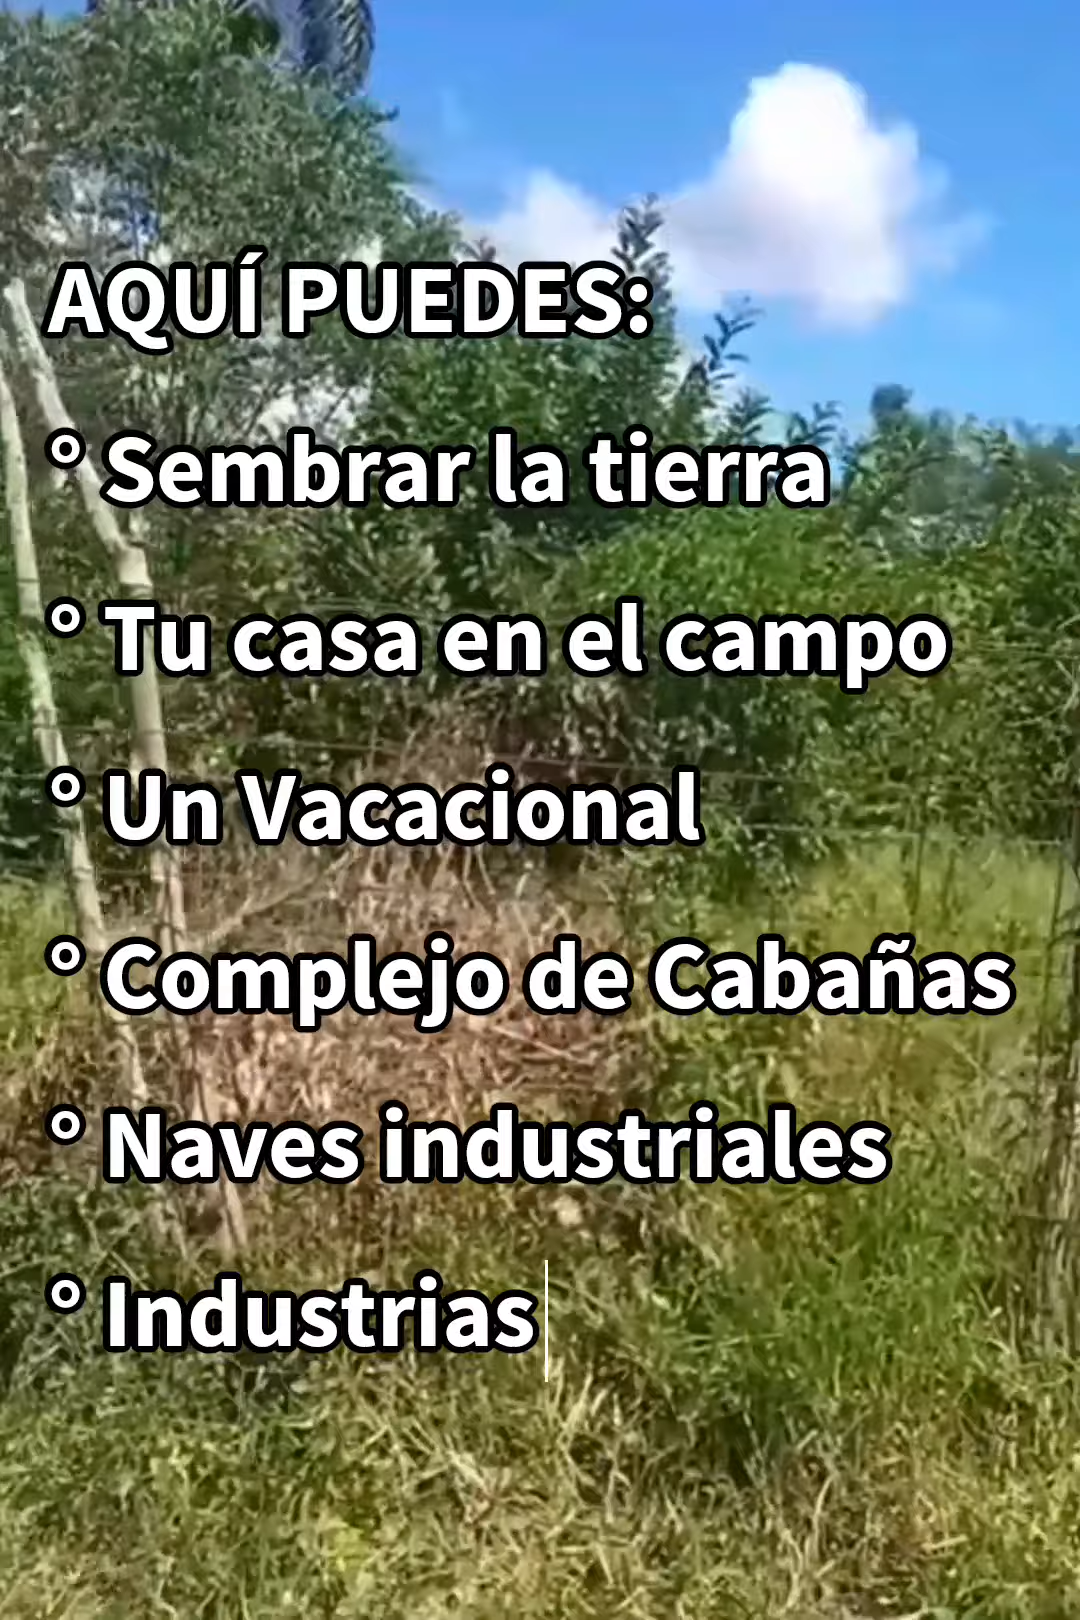 AQUÍ PUEDES:
° Sembrar la tierra
° Tu casa en el campo
° Un Vacacional
° Complejo de Cabañas
° Naves industriales
° Industrias